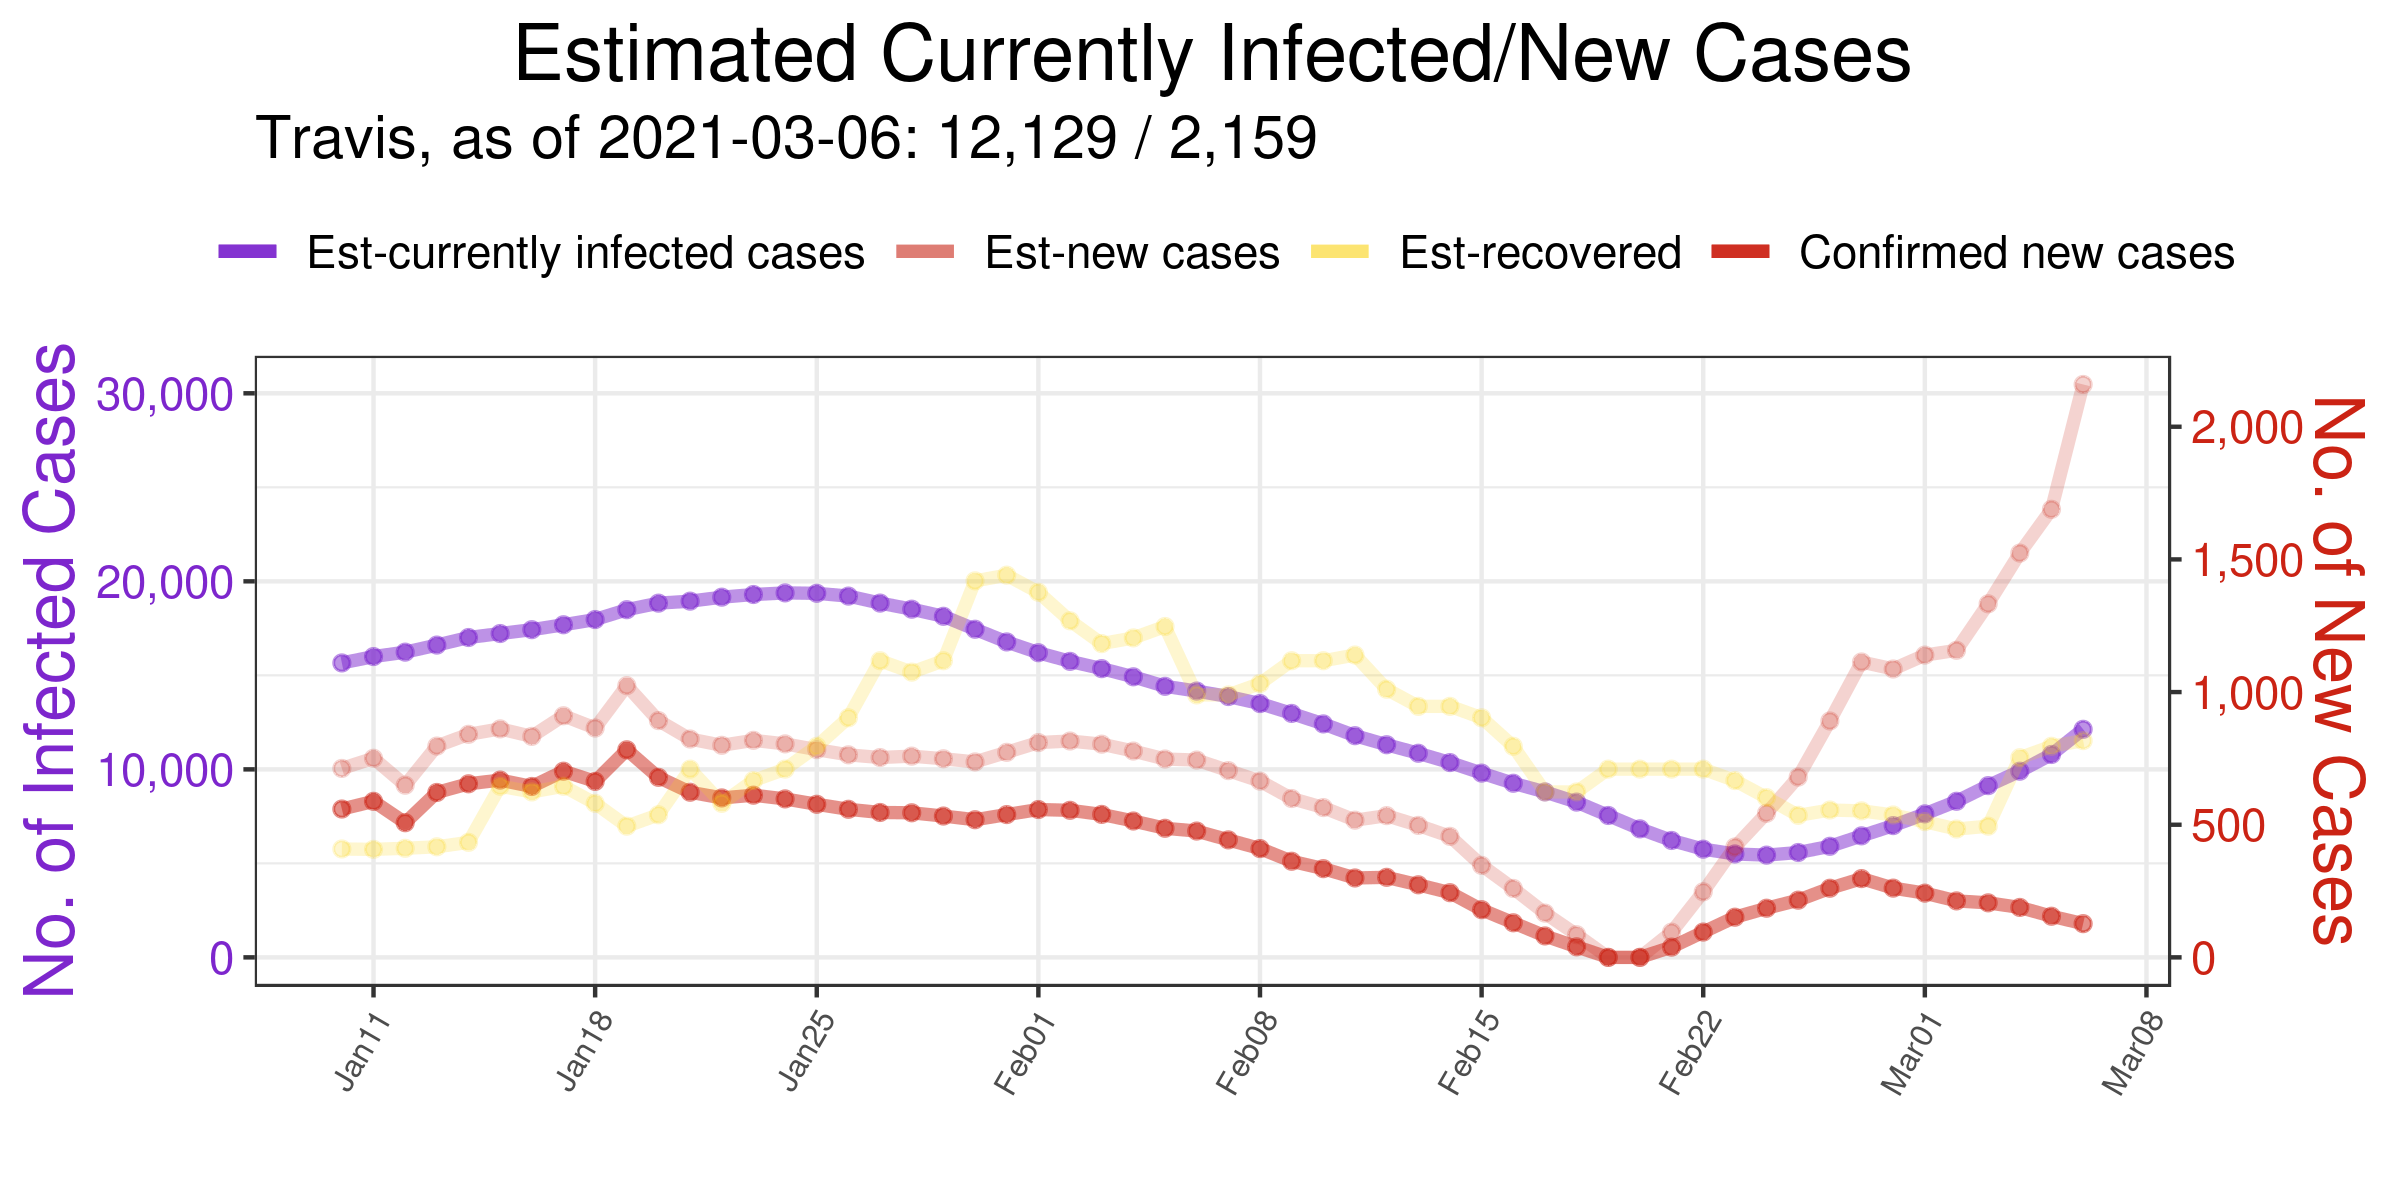 Estimated Currently Infected/New Cases
Travis, as of 2021-03-06: 12,129 / 2,159
Est-currently infected cases Est-new cases Est-recovered Confirmed new cases
No. of Infected Cases
30,000
20,000
10,000
0
2,000
1,500
1,000
500
0
No. of New Cases
Jan11 Jan18 Jan25 Feb01 Feb08 Feb15 Feb22 Mar01 Mar08